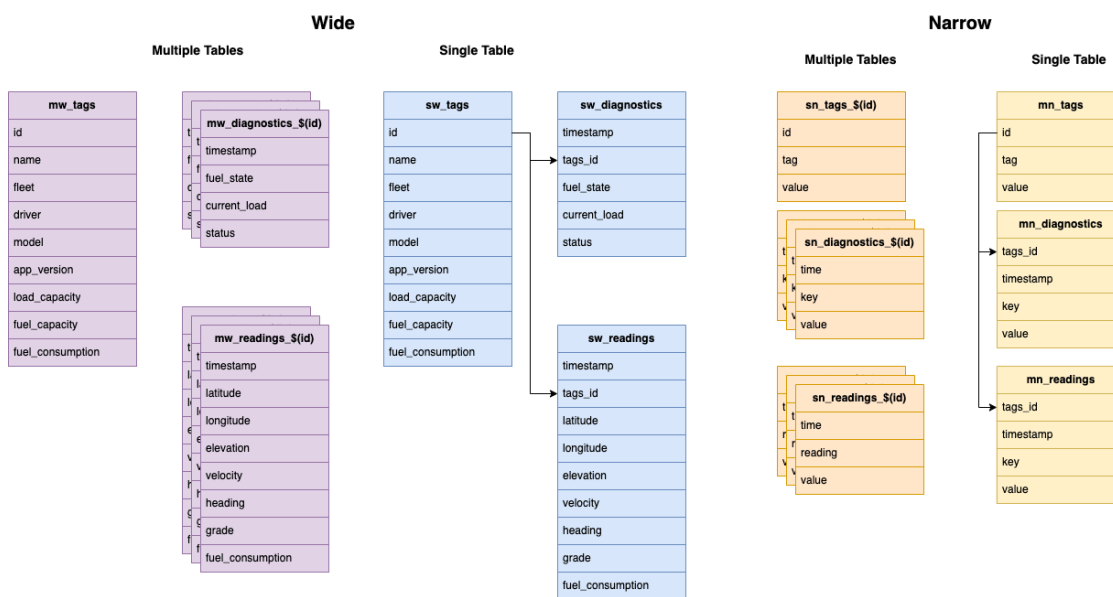 Wide
Narrow
Multiple Tables
Single Table
Multiple Tables
Single Table
mw_tags
id
name
fleet
driver
model
app_version
load_capacity
fuel_capacity
fuel_consumption
mw_diagnostics_$(id)
timestamp
fuel_state
current_load
status
mw_readings_$(id)
timestamp
latitude
longitude
elevation
velocity
heading
grade
fuel_consumption
sw_tags
id
name
fleet
driver
model
app_version
load_capacity
fuel_capacity
fuel_consumption
sw_diagnostics
timestamp
tags_id
fuel_state
current_load
status
sw_readings
timestamp
tags_id
latitude
longitude
elevation
velocity
heading
grade
fuel_consumption
sn_tags_$(id)
id
tag
value
sn_diagnostics_$(id)
time
key
value
sn_readings_$(id)
time
reading
value
mn_tags
id
tag
value
mn_diagnostics
tags_id
timestamp
key
value
mn_readings
tags_id
timestamp
key
value